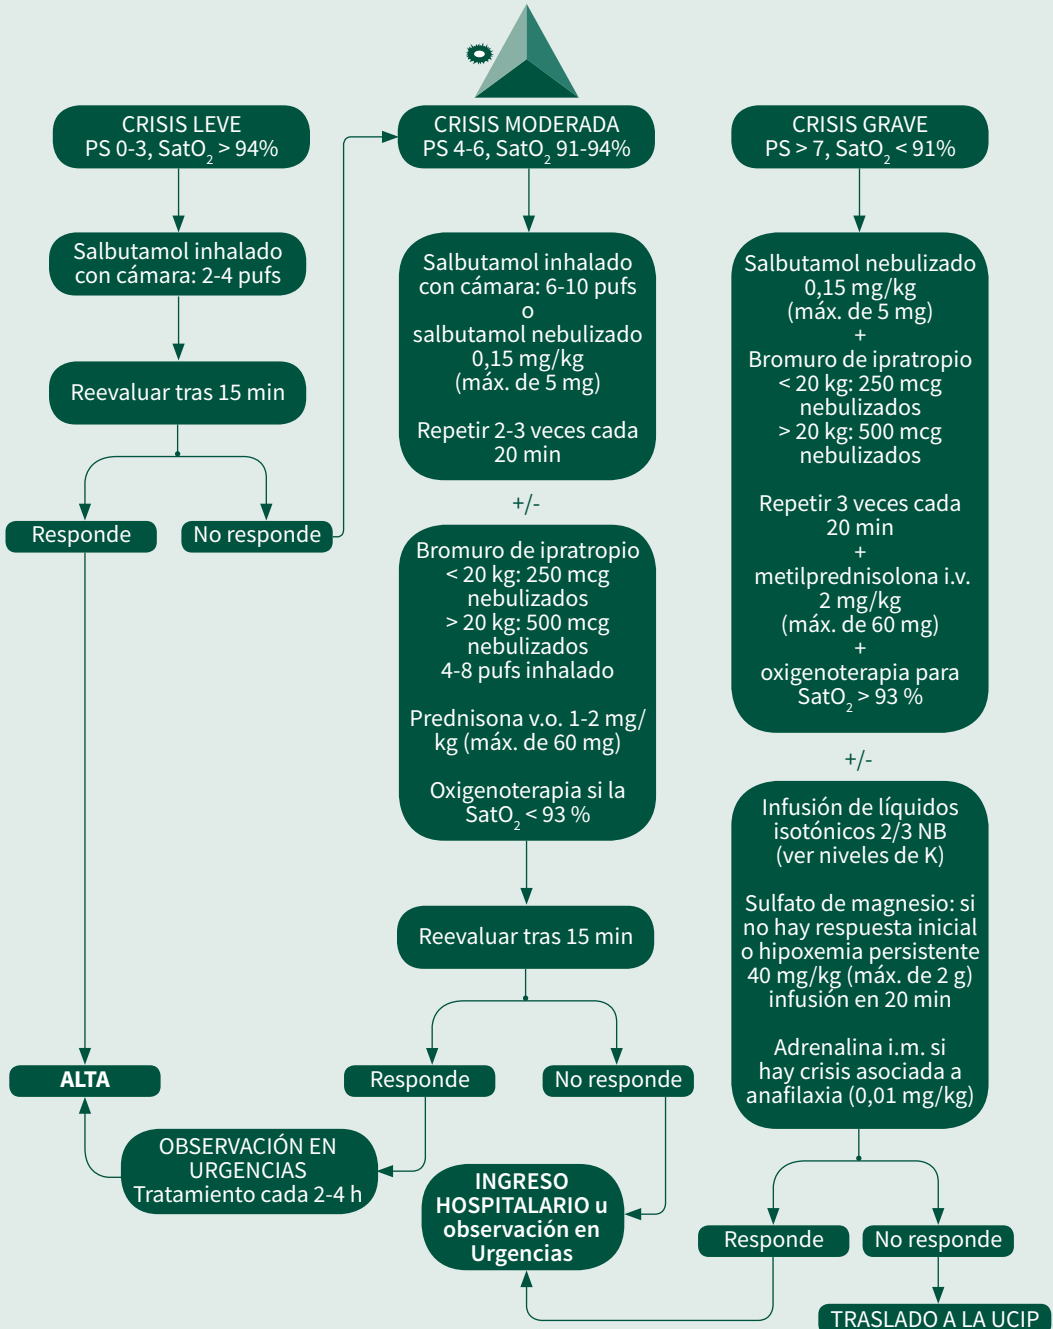 CRISIS LEVE
PS 0-3, SatO2 > 94%
Salbutamol inhalado
con cámara: 2-4 pufs
Reevaluar tras 15 min
Responde
No responde
CRISIS MODERADA
PS 4-6, SatO2 91-94%
Salbutamol inhalado
con cámara: 6-10 pufs
o
salbutamol nebulizado
0,15 mg/kg
(máx. de 5 mg)
Repetir 2-3 veces cada
20 min
+/-
Bromuro de ipratropio
< 20 kg: 250 mcg
nebulizados
> 20 kg: 500 mcg
nebulizados
4-8 pufs inhalado
Prednisona v.o. 1-2 mg/
kg (máx. de 60 mg)
Oxigenoterapia si la
SatO2 < 93 %
Reevaluar tras 15 min
Responde
No responde
ALTA
OBSERVACIÓN EN
URGENCIAS
Tratamiento cada 2-4 h
INGRESO
HOSPITALARIO u
observación en
Urgencias
CRISIS GRAVE
PS > 7, SatO2 < 91%
Salbutamol nebulizado
0,15 mg/kg
(máx. de 5 mg)
+
Bromuro de ipratropio
< 20 kg: 250 mcg
nebulizados
> 20 kg: 500 mcg
nebulizados
Repetir 3 veces cada
20 min
+
metilprednisolona i.v.
2 mg/kg
(máx. de 60 mg)
+
oxigenoterapia para
SatO2 > 93 %
+/-
Infusión de líquidos
isotónicos 2/3 NB
(ver niveles de K)
Sulfato de magnesio: si
no hay respuesta inicial
o hipoxemia persistente
40 mg/kg (máx. de 2 g)
infusión en 20 min
Adrenalina i.m. si
hay crisis asociada a
anafilaxia (0,01 mg/kg)
Responde
No responde
TRASLADO A LA UCIP